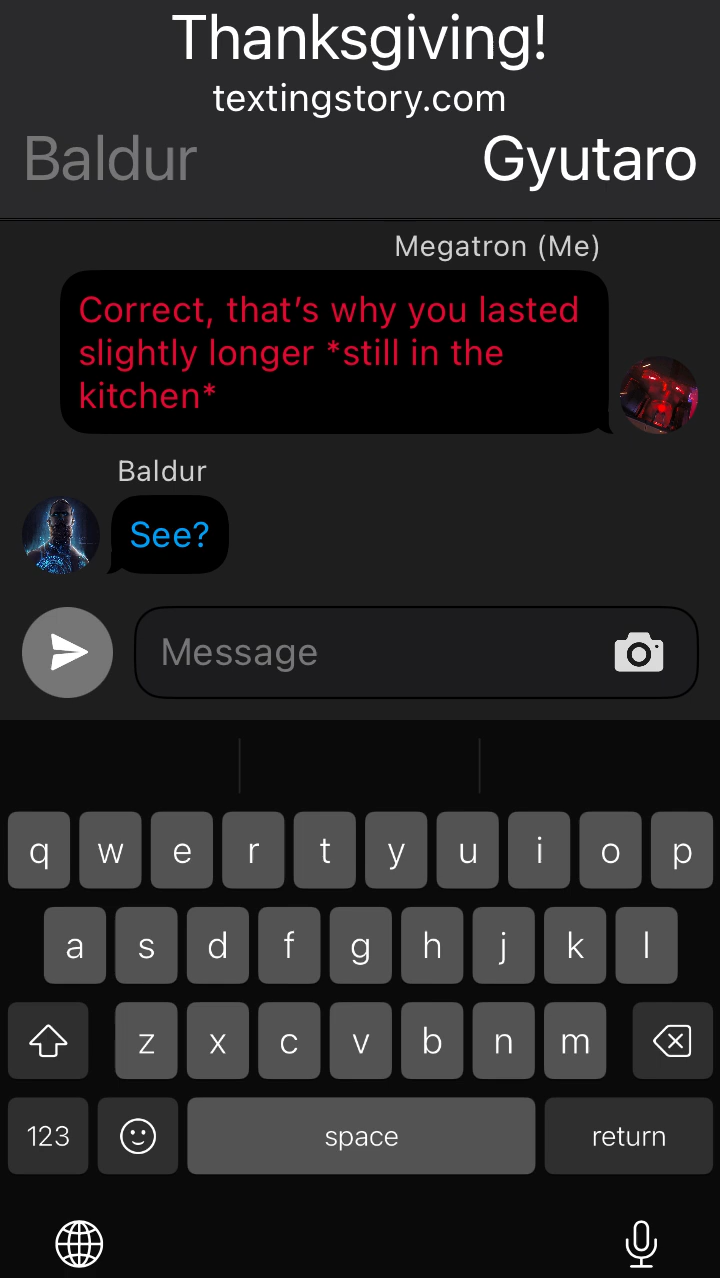 Thanksgiving!
textingstory.com
Baldur Gyutaro
Megatron (Me)
Correct, that’s why you lasted
slightly longer *still in the
kitchen*
Baldur
See?
Message
q w e r t y u i o p
a s d f g h j k l
z x c v b n m
123 space return